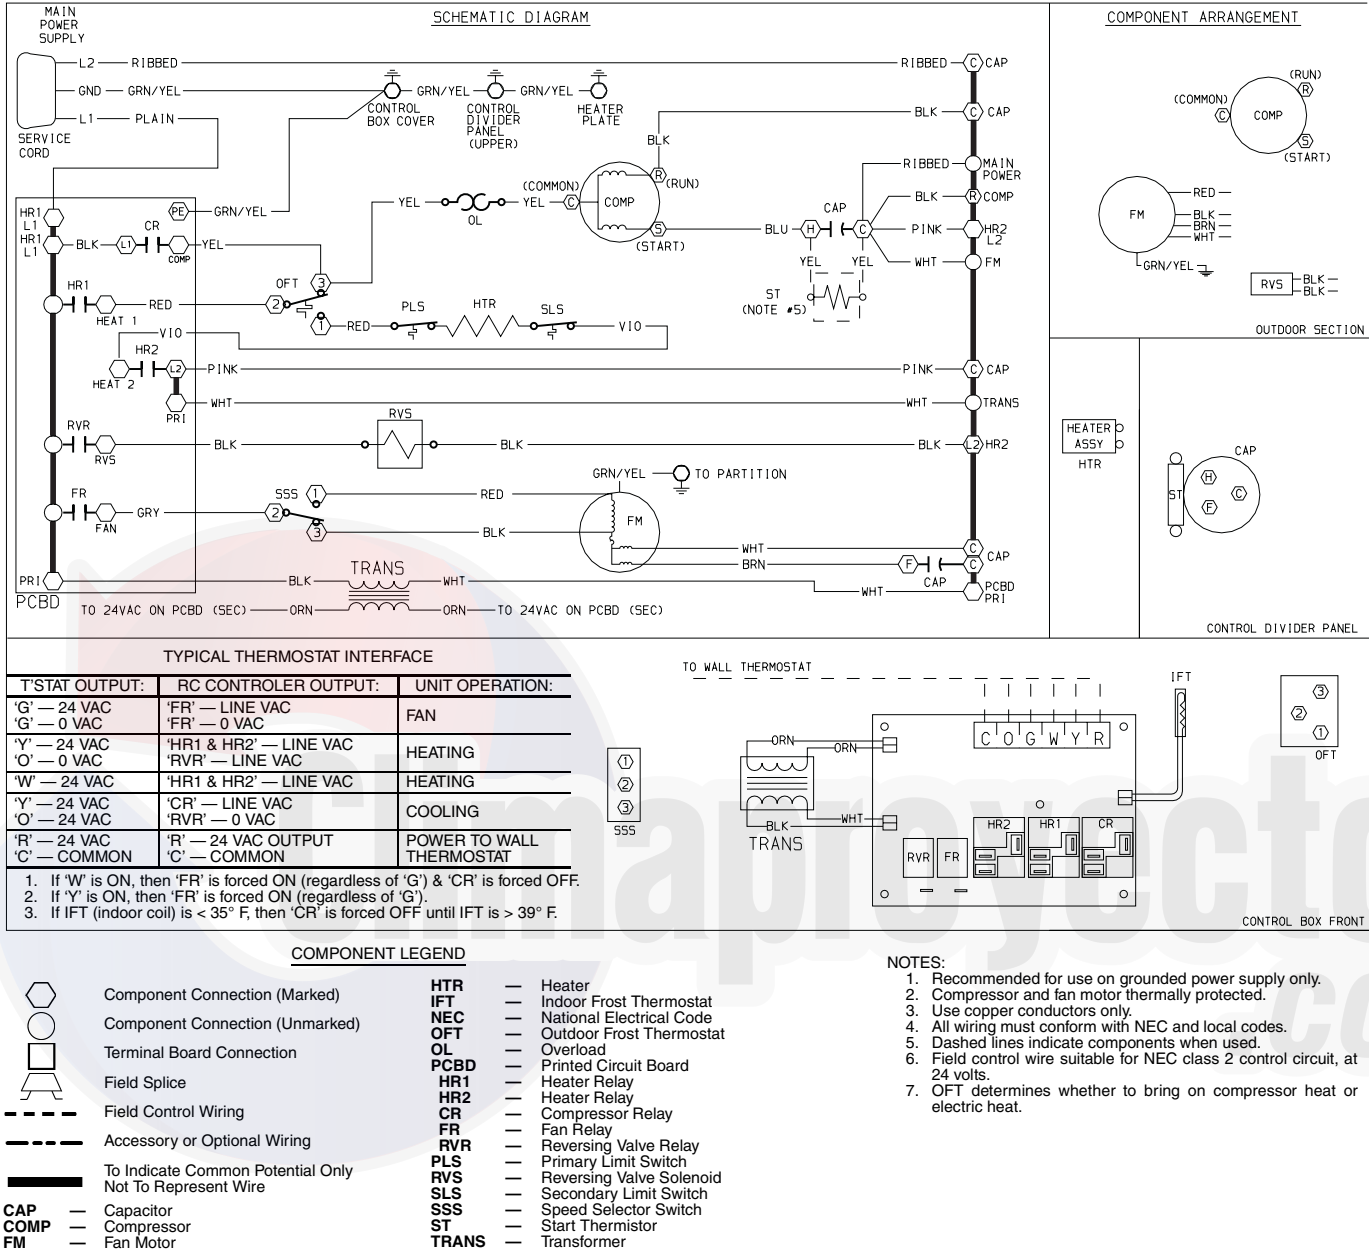 SCHEMATIC DIAGRAM
MAIN
POWER
SUPPLY
L2 RIBBED
GND GRN/YEL
L1 PLAIN
SERVICE
CORD
GRN/YEL GRN/YEL
CONTROL
BOX COVER
CONTROL
DIVIDER
PANEL
(UPPER)
HEATER
PLATE
RIBBED C CAP
BLK C CAP
BLK
R (RUN)
(COMMON)
C
COMP
S
(START)
YEL OL YEL
RIBBED MAIN
POWER
BLK R COMP
PINK HR2
L2
WHT FM
BLU H CAP C
YEL YEL
ST
(NOTE #5)
HR1
L1
HR1
L1
PE GRN/YEL
BLK L1 CR COMP YEL
HR1
HEAT 1
RED 2 OFT 3
1 RED PLS HTR SLS VIO
VIO
HR2
HEAT 2
L2 PINK PINK C CAP
PRI WHT WHT TRANS
RVR
RVS
BLK RVS BLK BLK L2 HR2
GRN/YEL TO PARTITION
FR
FAN
GRY 2 SSS 1 RED
3 BLK
FM
WHT C CAP
BRN F CAP C
PRI BLK TRANS WHT WHT PCBD
PRI
PCBD
TO 24VAC ON PCBD (SEC) ORN ORN TO 24VAC ON PCBD (SEC)
COMPONENT ARRANGEMENT
(RUN)
R
(COMMON)
C
COMP
S
(START)
FM
RED
BLK
BRN
WHT
GRN/YEL
RVS BLK
BLK
OUTDOOR SECTION
HEATER
ASSY
HTR
CAP
ST
H
C
F
CONTROL DIVIDER PANEL
TYPICAL THERMOSTAT INTERFACE
T'STAT OUTPUT: RC CONTROLER OUTPUT: UNIT OPERATION:
‘G’ — 24 VAC ‘FR’ — LINE VAC FAN
‘G’ — 0 VAC ‘FR’ — 0 VAC
‘Y’ — 24 VAC ‘HR1 & HR2’ — LINE VAC HEATING
‘O’ — 0 VAC ‘RVR’ — LINE VAC
‘W’ — 24 VAC ‘HR1 & HR2’ — LINE VAC HEATING
‘Y’ — 24 VAC ‘CR’ — LINE VAC COOLING
‘O’ — 24 VAC ‘RVR’ — 0 VAC
‘R’ — 24 VAC ‘R’ — 24 VAC OUTPUT POWER TO WALL
‘C’ — COMMON ‘C’ — COMMON THERMOSTAT
1. If ‘W’ is ON, then ‘FR’ is forced ON (regardless of ‘G’) & ‘CR’ is forced OFF.
2. If ‘Y’ is ON, then ‘FR’ is forced ON (regardless of ‘G’).
3. If IFT (indoor coil) is < 35° F, then ‘CR’ is forced OFF until IFT is > 39° F.
TO WALL THERMOSTAT
C O G W Y R
IFT
3
2
1
OFT
1
2
3
SSS
ORN
ORN
BLK
WHT
TRANS
RVR FR HR2 HR1 CR
CONTROL BOX FRONT
Climaproyecto
.co
COMPONENT LEGEND
Component Connection (Marked)
Component Connection (Unmarked)
Terminal Board Connection
Field Splice
Field Control Wiring
Accessory or Optional Wiring
To Indicate Common Potential Only
Not To Represent Wire
CAP — Capacitor
COMP — Compressor
FM — Fan Motor
HTR — Heater
IFT — Indoor Frost Thermostat
NEC — National Electrical Code
OFT — Outdoor Frost Thermostat
OL — Overload
PCBD — Printed Circuit Board
HR1 — Heater Relay
HR2 — Heater Relay
CR — Compressor Relay
FR — Fan Relay
RVR — Reversing Valve Relay
PLS — Primary Limit Switch
RVS — Reversing Valve Solenoid
SLS — Secondary Limit Switch
SSS — Speed Selector Switch
ST — Start Thermistor
TRANS — Transformer
NOTES:
1. Recommended for use on grounded power supply only.
2. Compressor and fan motor thermally protected.
3. Use copper conductors only.
4. All wiring must conform with NEC and local codes.
5. Dashed lines indicate components when used.
6. Field control wire suitable for NEC class 2 control circuit, at
24 volts.
7. OFT determines whether to bring on compressor heat or
electric heat.